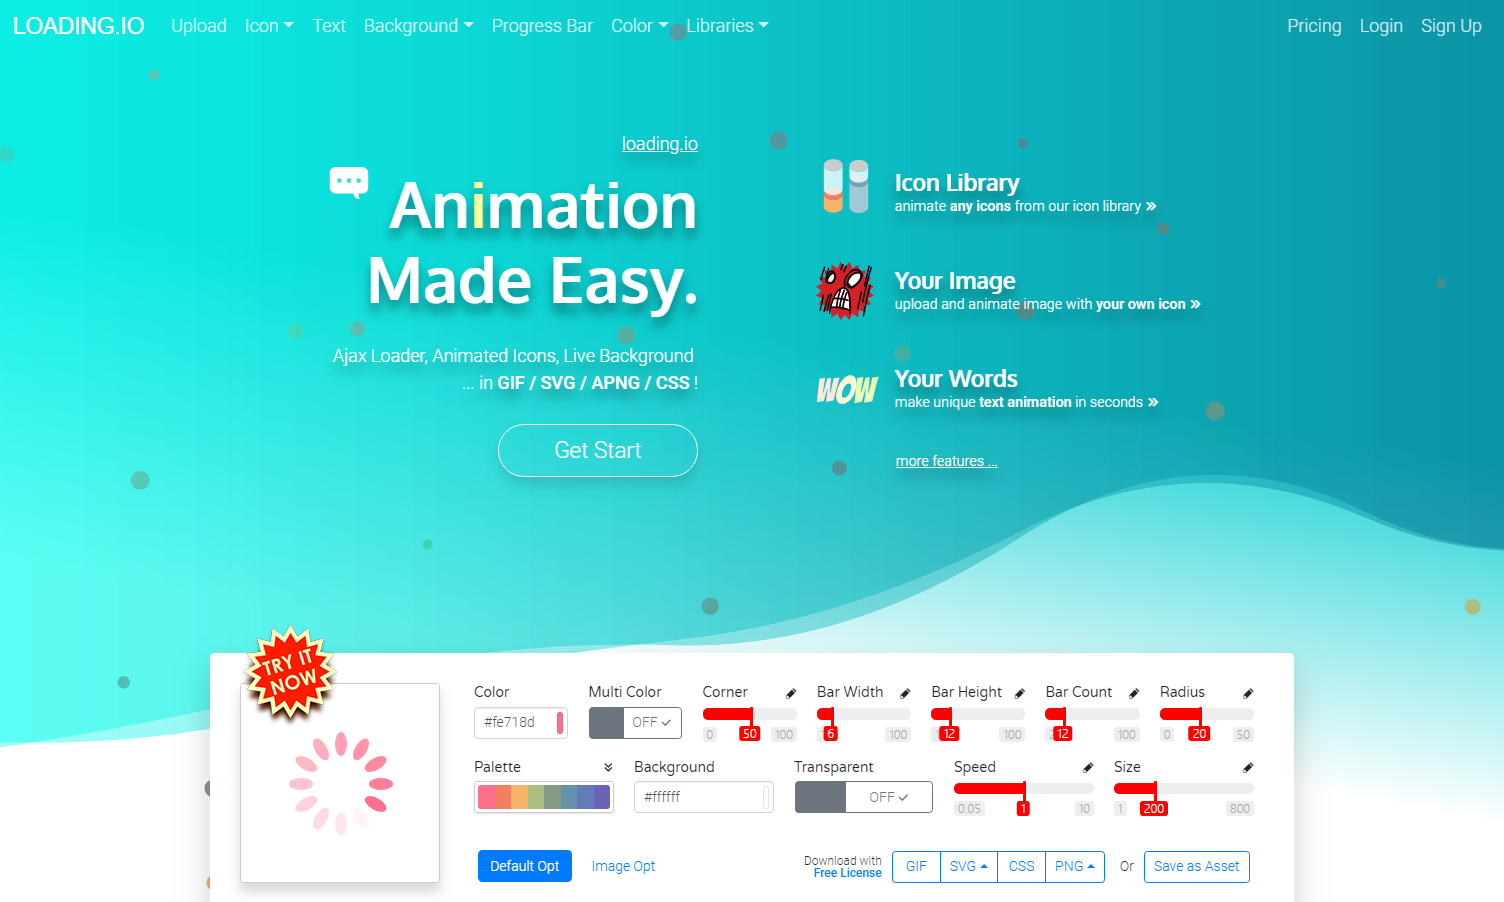 LOADING.IO Upload Icon Text Background Progress Bar Color Libraries Pricing Login Sign Up
loading.io
Animation
Made Easy.
Ajax Loader, Animated Icons, Live Background
... in GIF / SVG / APNG / CSS !
Get Start
Icon Library
animate any icons from our icon library »
Your Image
upload and animate image with your own icon »
WOW
Your Words
make unique text animation in seconds »
more features ...
TRY IT
NOW
Color Multi Color Corner Bar Width Bar Height Bar Count Radius
#fe718d OFF
0 50 100 6 100 12 100 12 100 0 20 50
Palette Background Transparent Speed Size
#ffffff OFF
0.05 1 10 1 200 800
Default Opt Image Opt
Download with
Free License
GIF SVG CSS PNG Or Save as Asset